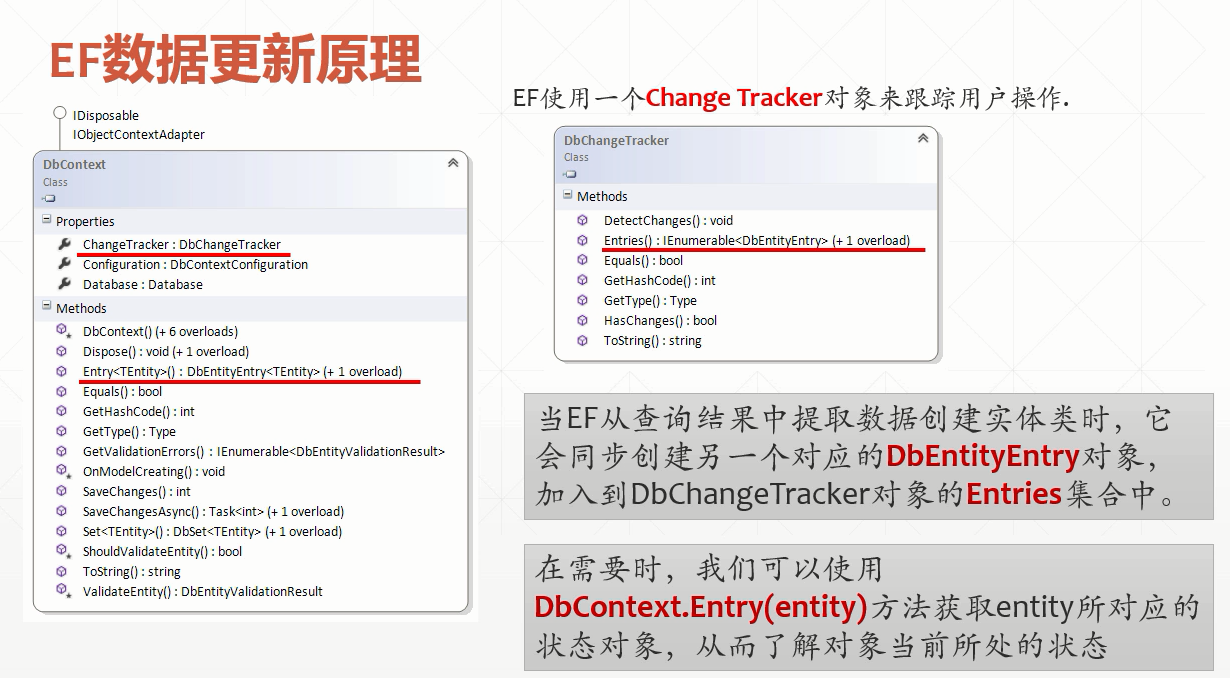 EF数据更新原理
IDisposable
IObjectContextAdapter
DbContext
Class
Properties
ChangeTracker : DbChangeTracker
Configuration : DbContextConfiguration
Database : Database
Methods
DbContext() (+ 6 overloads)
Dispose() : void (+ 1 overload)
Entry<TEntity>() : DbEntityEntry<TEntity> (+ 1 overload)
Equals() : bool
GetHashCode() : int
GetType() : Type
GetValidationErrors() : IEnumerable<DbEntityValidationResult>
OnModelCreating() : void
SaveChanges() : int
SaveChangesAsync() : Task<int> (+ 1 overload)
Set<TEntity>() : DbSet<TEntity> (+ 1 overload)
ShouldValidateEntity() : bool
ToString() : string
ValidateEntity() : DbEntityValidationResult
EF使用一个Change Tracker对象来跟踪用户操作.
DbChangeTracker
Class
Methods
DetectChanges() : void
Entries() : IEnumerable<DbEntityEntry> (+ 1 overload)
Equals() : bool
GetHashCode() : int
GetType() : Type
HasChanges() : bool
ToString() : string
当EF从查询结果中提取数据创建实体类时，它
会同步创建另一个对应的DbEntityEntry对象，
加入到DbChangeTracker对象的Entries集合中。
在需要时，我们可以使用
DbContext.Entry(entity)方法获取entity所对应的
状态对象，从而了解对象当前所处的状态